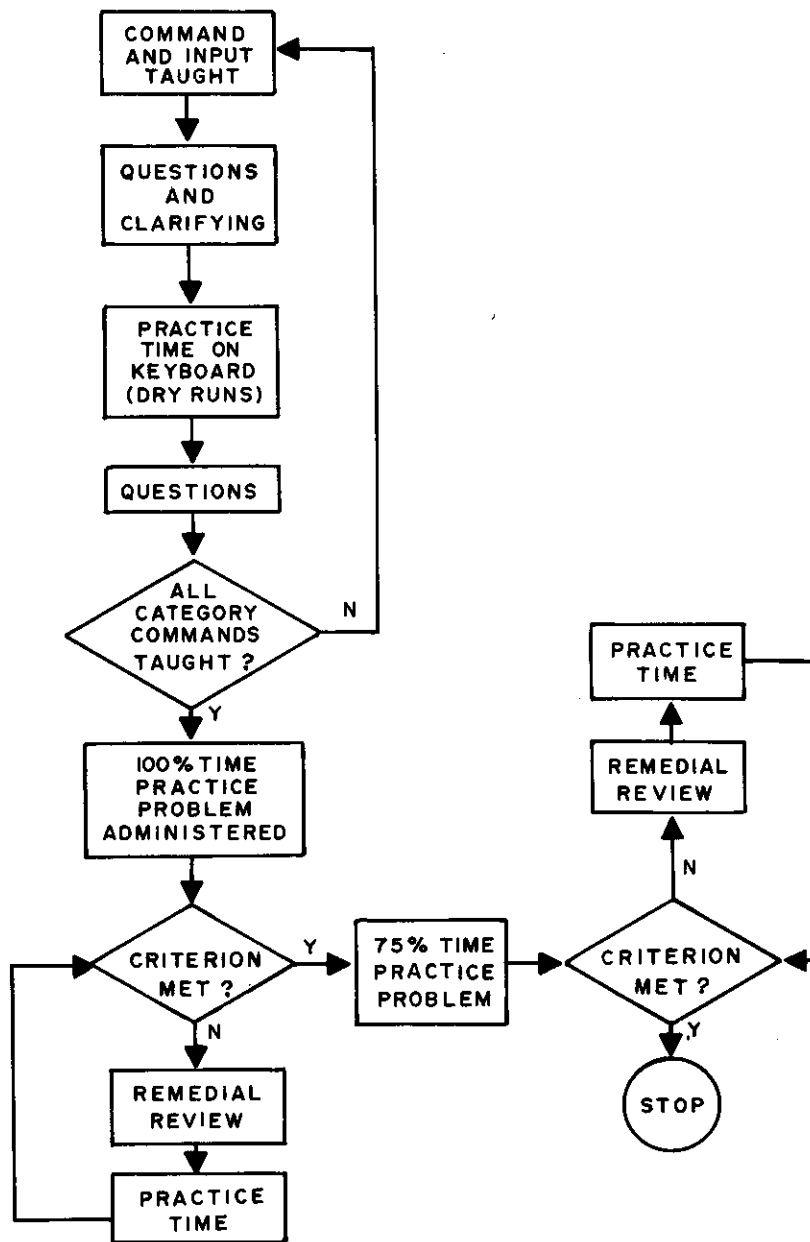 COMMAND
AND INPUT
TAUGHT
QUESTIONS
AND
CLARIFYING
PRACTICE
TIME ON
KEYBOARD
(DRY RUNS)
QUESTIONS
ALL
CATEGORY
COMMANDS
TAUGHT ?
N
Y
100% TIME
PRACTICE
PROBLEM
ADMINISTERED
CRITERION
MET ?
Y
N
REMEDIAL
REVIEW
PRACTICE
TIME
75% TIME
PRACTICE
PROBLEM
CRITERION
MET ?
N
REMEDIAL
REVIEW
PRACTICE
TIME
Y
STOP